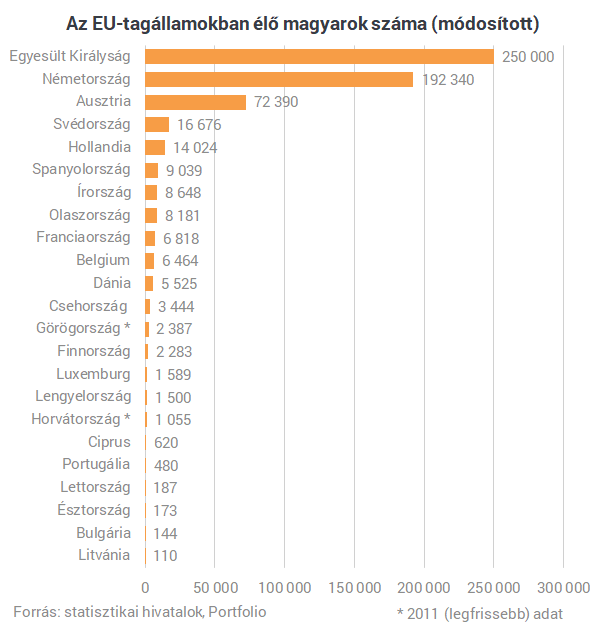 Az EU-tagállamokban élő magyarok száma (módosított)
Egyesült Királyság 250 000
Németország 192 340
Ausztria 72 390
Svédország 16 676
Hollandia 14 024
Spanyolország 9 039
Írország 8 648
Olaszország 8 181
Franciaország 6 818
Belgium 6 464
Dánia 5 525
Csehország 3 444
Görögország * 2 387
Finnország 2 283
Luxemburg 1 589
Lengyelország 1 500
Horvátország * 1 055
Ciprus 620
Portugália 480
Lettország 187
Észtország 173
Bulgária 144
Litvánia 110
0 50 000 100 000 150 000 200 000 250 000 300 000
Forrás: statisztikai hivatalok, Portfolio * 2011 (legfrissebb) adat